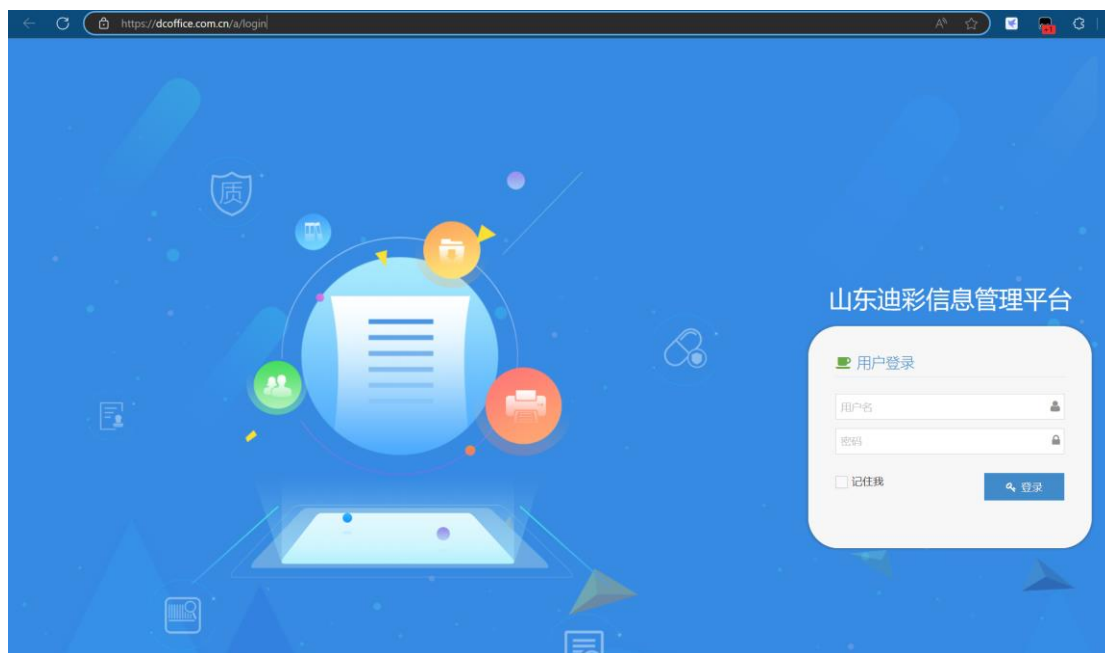 https://dcoffice.com.cn/a/login
质
山东迪彩信息管理平台
用户登录
用户名
密码
记住我
登录